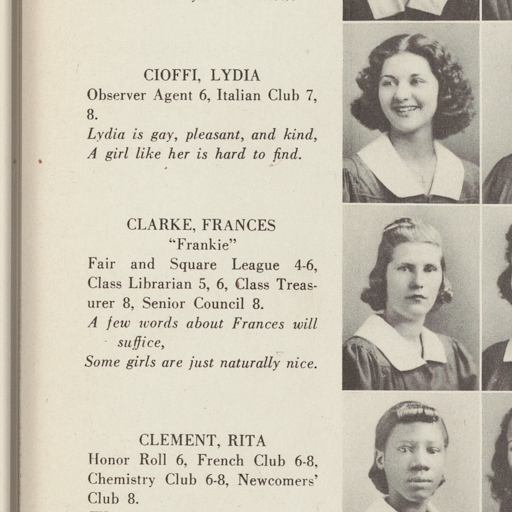 CIOFFI, LYDIA
Observer Agent 6, Italian Club 7,
8.
Lydia is gay, pleasant, and kind,
A girl like her is hard to find.
CLARKE, FRANCES
"Frankie"
Fair and Square League 4-6,
Class Librarian 5, 6, Class Treas-
urer 8, Senior Council 8.
A few words about Frances will
suffice,
Some girls are just naturally nice.
CLEMENT, RITA
Honor Roll 6, French Club 6-8,
Chemistry Club 6-8, Newcomers'
Club 8.